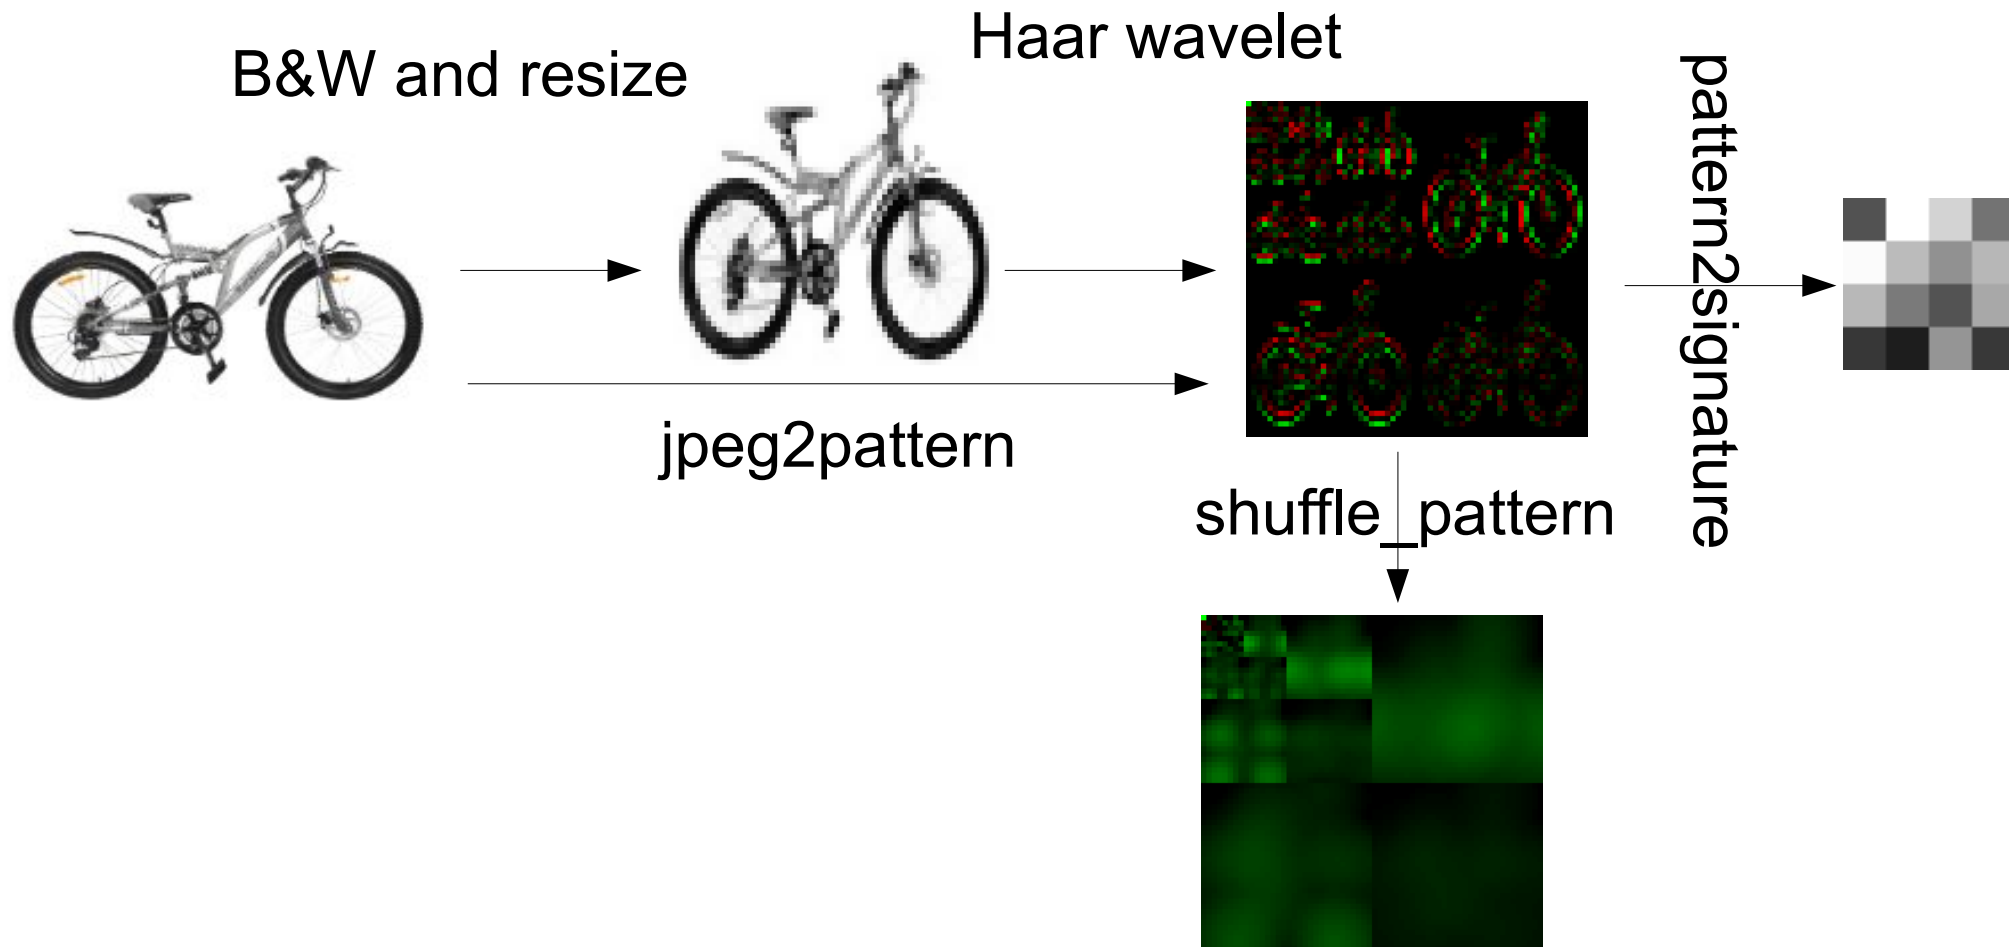 B&W and resize
Haar wavelet
pattern2signature
jpeg2pattern
shuffle_pattern